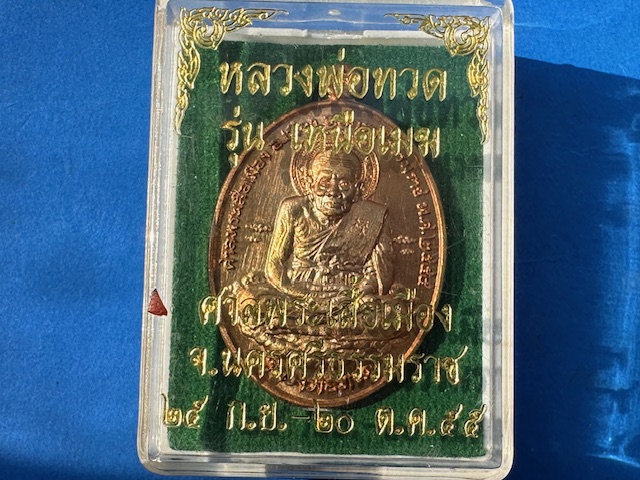 หลวงพ่อทวด
รุ่น เหนือเมฆ
ศาลพระเสื้อเมือง
จ.นครศรีธรรมราช
๒๕ ก.ย.-๒๐ ต.ค.๕๕